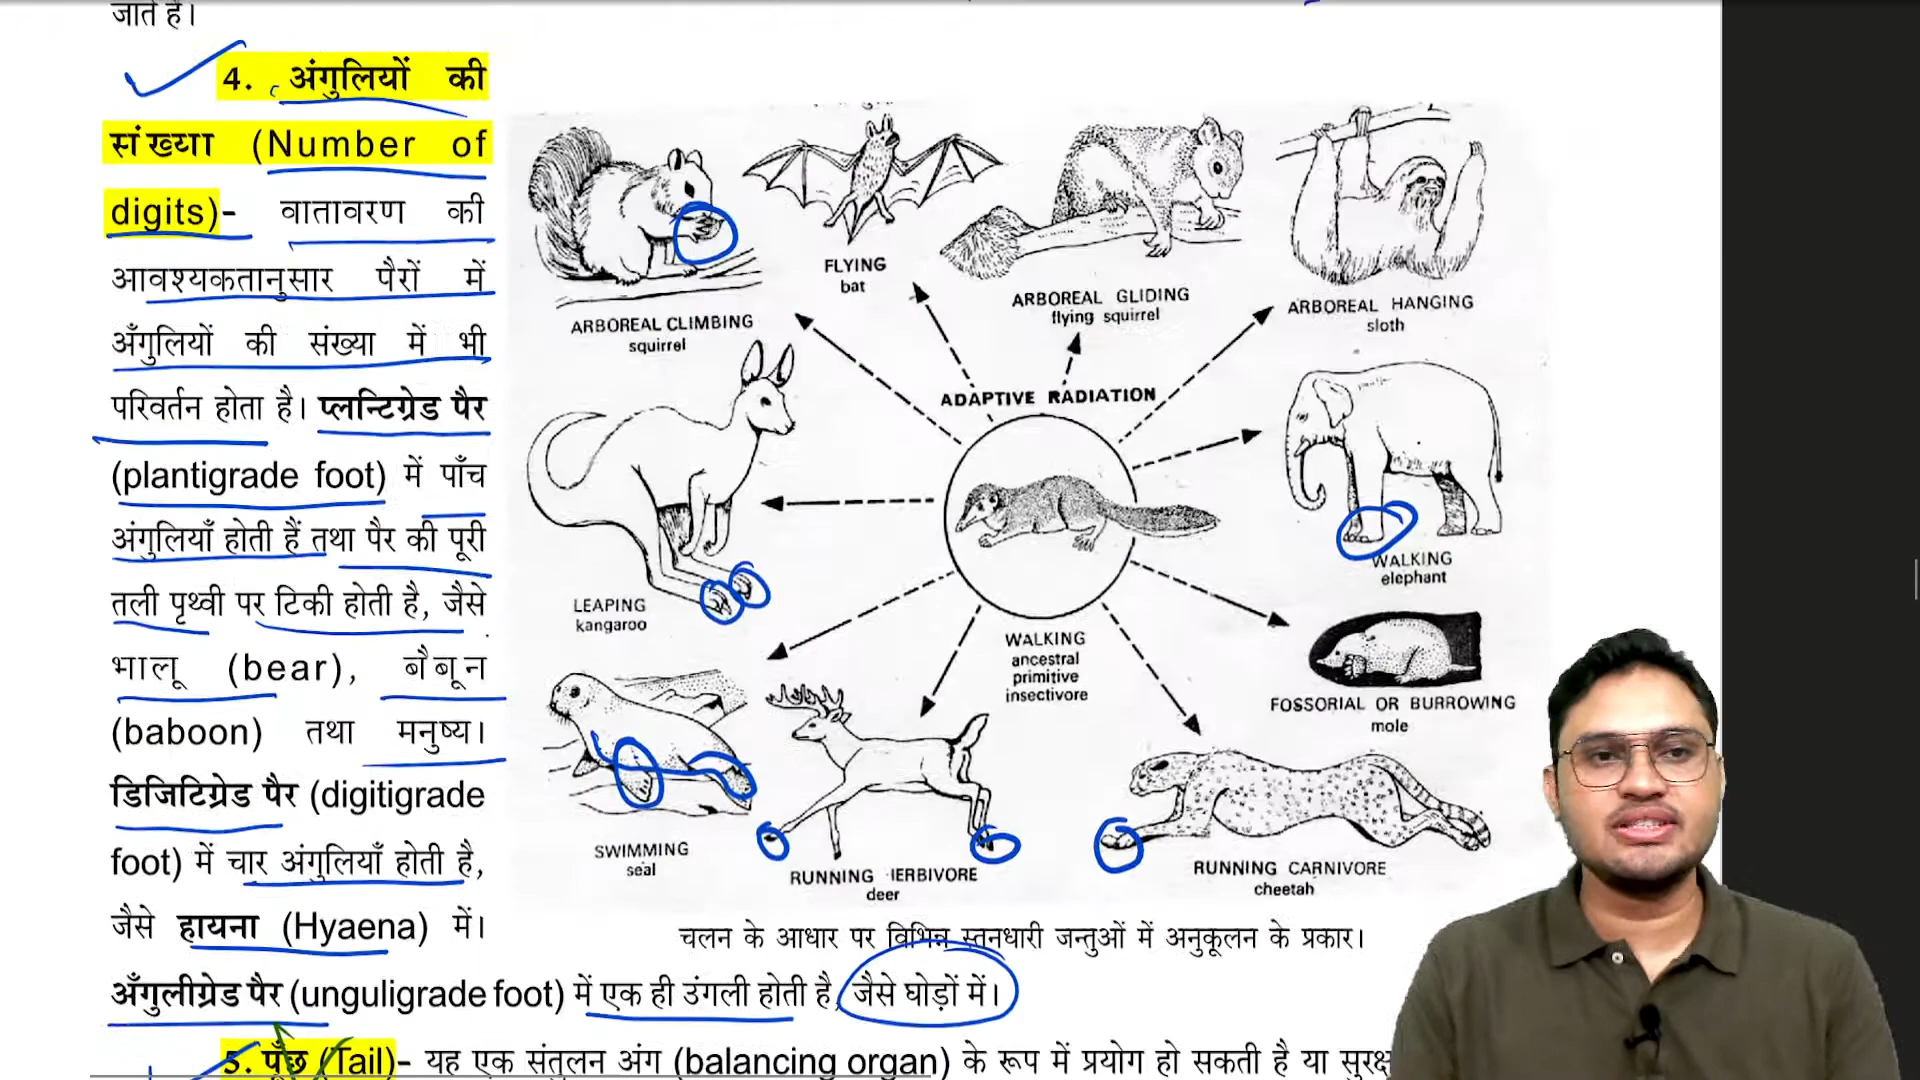 जाते हैं।
4. अंगुलियों की
संख्या (Number of
digits)- वातावरण की
आवश्यकतानुसार पैरों में
अँगुलियों की संख्या में भी
परिवर्तन होता है। प्लन्टिग्रेड पैर
(plantigrade foot) में पाँच
अंगुलियाँ होती हैं तथा पैर की पूरी
तली पृथ्वी पर टिकी होती है, जैसे
भालू (bear), बैबून
(baboon) तथा मनुष्य।
डिजिटिग्रेड पैर (digitigrade
foot) में चार अंगुलियाँ होती है,
जैसे हायना (Hyaena) में।
अँगुलीग्रेड पैर (unguligrade foot) में एक ही उंगली होती है, जैसे घोड़ों में।
5. पूँछ (Tail)- यह एक संतुलन अंग (balancing organ) के रूप में प्रयोग हो सकती है या
ARBOREAL CLIMBING
squirrel
FLYING
bat
ARBOREAL GLIDING
flying squirrel
ARBOREAL HANGING
sloth
ADAPTIVE RADIATION
LEAPING
kangaroo
WALKING
elephant
WALKING
ancestral
primitive
insectivore
FOSSORIAL OR BURROWING
mole
SWIMMING
seal
RUNNING IERBIVORE
deer
RUNNING CARNIVORE
cheetah
चलन के आधार पर विभिन्न स्तनधारी जन्तुओं में अनुकूलन के प्रकार।